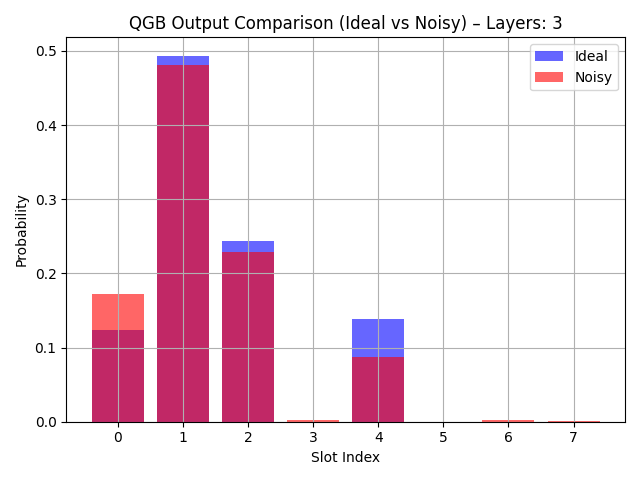 QGB Output Comparison (Ideal vs Noisy) – Layers: 3
Ideal
Noisy
Probability
0.5
0.4
0.3
0.2
0.1
0.0
0 1 2 3 4 5 6 7
Slot Index